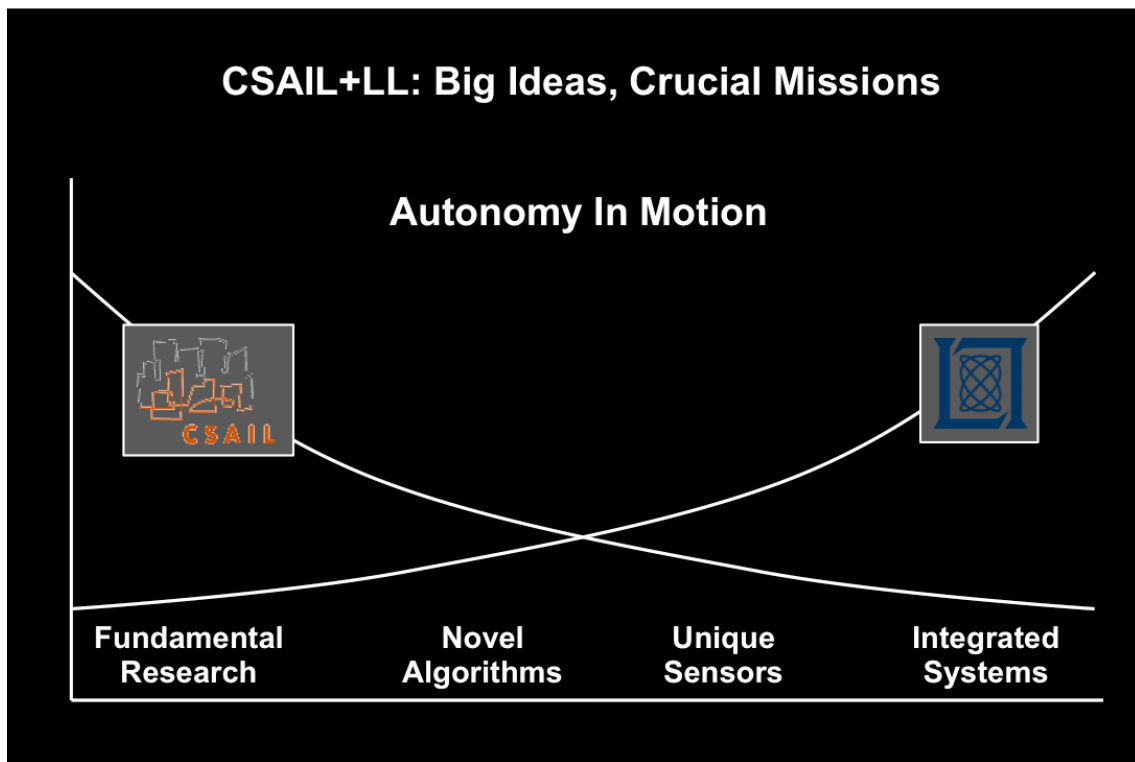 CSAIL+LL: Big Ideas, Crucial Missions
Autonomy In Motion
CSAIL
Fundamental
Research
Novel
Algorithms
Unique
Sensors
Integrated
Systems